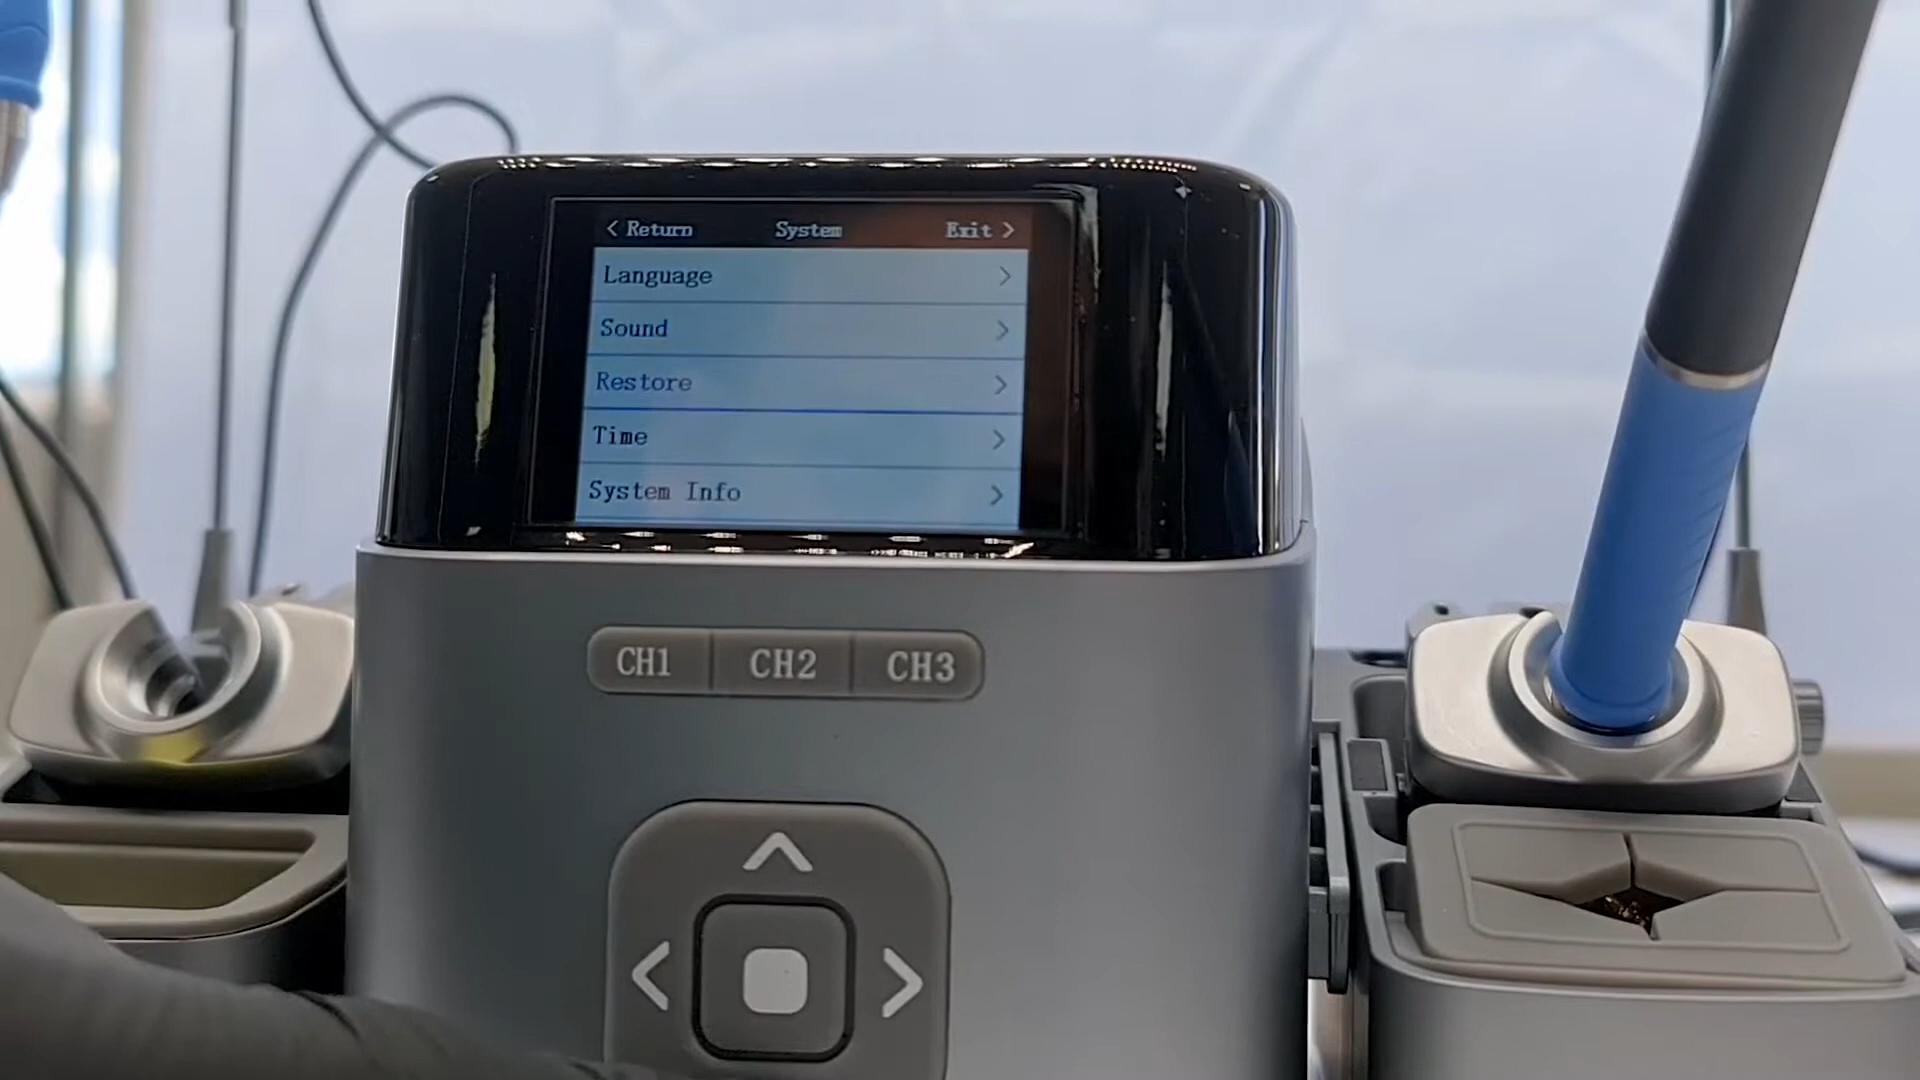 < Return System Exit >
Language >
Sound >
Restore >
Time >
System Info >
CH1 CH2 CH3